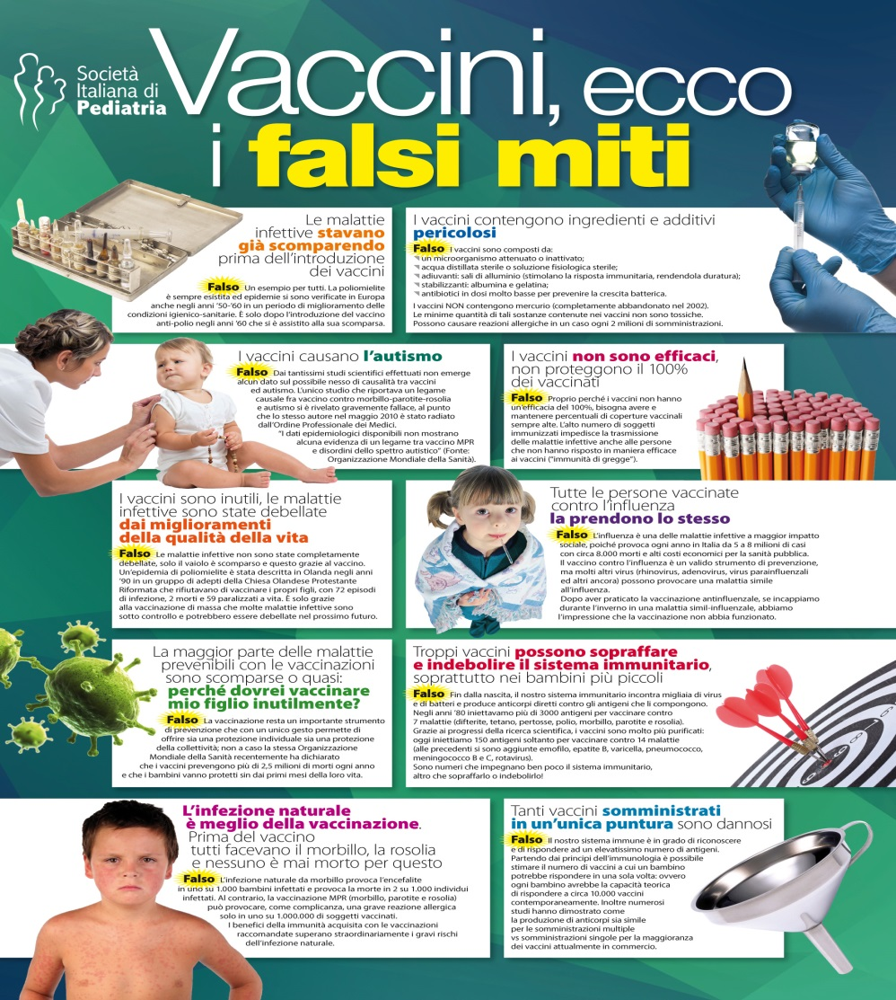 Società
Italiana di
Pediatria
Vaccini, ecco
i falsi miti
Le malattie
infettive stavano
già scomparendo
prima dell'introduzione
dei vaccini
Falso Un esempio per tutti. La poliomielite
è sempre esistita ed epidemie si sono verificate in Europa
anche negli anni '50-'60 in un periodo di miglioramento delle
condizioni igienico-sanitarie. È solo dopo l'introduzione del vaccino
anti-polio negli anni '60 che si è assistito alla sua scomparsa.
I vaccini contengono ingredienti e additivi
pericolosi
Falso I vaccini sono composti da:
un microrganismo attenuato o inattivato;
acqua distillata sterile o soluzione fisiologica sterile;
adiuvanti: sali di alluminio (stimolano la risposta immunitaria, rendendola duratura);
stabilizzanti: albumina e gelatina;
antibiotici in dosi molto basse per prevenire la crescita batterica.
I vaccini NON contengono mercurio (completamente abbandonato nel 2002).
Le minime quantità di tali sostanze contenute nei vaccini non sono tossiche.
Possono causare reazioni allergiche in un caso ogni 2 milioni di somministrazioni.
I vaccini causano l'autismo
Falso Dai tantissimi studi scientifici effettuati non emerge
alcun dato sul possibile nesso di causalità tra vaccini
ed autismo. L'unico studio che riportava un legame
causale fra vaccino contro morbillo-parotite-rosolia
e autismo si è rivelato gravemente fallace, al punto
che lo stesso autore nel maggio 2010 è stato radiato
dall'Ordine Professionale dei Medici.
"I dati epidemiologici disponibili non mostrano
alcuna evidenza di un legame tra vaccino MPR
e disordini dello spettro autistico" (Fonte:
Organizzazione Mondiale della Sanità).
I vaccini non sono efficaci,
non proteggono il 100%
dei vaccinati
Falso Proprio perché i vaccini non hanno
un'efficacia del 100%, bisogna avere e
mantenere percentuali di coperture vaccinali
sempre alte. L'alto numero di soggetti
immunizzati impedisce la trasmissione
delle malattie infettive anche alle persone
che non hanno risposto in maniera efficace
ai vaccini ("immunità di gregge").
I vaccini sono inutili, le malattie
infettive sono state debellate
dai miglioramenti
della qualità della vita
Falso Le malattie infettive non sono state completamente
debellate, solo il vaiolo è scomparso e questo grazie al vaccino.
Un'epidemia di poliomielite è stata descritta in Olanda negli anni
'90 in un gruppo di adepti della Chiesa Olandese Protestante
Riformata che rifiutavano di vaccinare i propri figli, con 72 episodi
di infezione, 2 morti e 59 paralizzati a vita. È solo grazie
alla vaccinazione di massa che molte malattie infettive sono
sotto controllo e potrebbero essere debellate nel prossimo futuro.
Tutte le persone vaccinate
contro l'influenza
la prendono lo stesso
Falso L'influenza è una delle malattie infettive a maggior impatto
sociale, poiché provoca ogni anno in Italia da 5 a 8 milioni di casi
con circa 8.000 morti e alti costi economici per la sanità pubblica.
Il vaccino contro l'influenza è un valido strumento di prevenzione,
ma molti altri virus (rhinovirus, adenovirus, virus parainfluenzali
ed altri ancora) possono provocare una malattia simile
all'influenza.
Dopo aver praticato la vaccinazione antinfluenzale, se incappiamo
durante l'inverno in una malattia simil-influenzale, abbiamo
l'impressione che la vaccinazione non abbia funzionato.
La maggior parte delle malattie
prevenibili con le vaccinazioni
sono scomparse o quasi:
perché dovrei vaccinare
mio figlio inutilmente?
Falso La vaccinazione resta un importante strumento
di prevenzione che con un unico gesto permette di
offrire sia una protezione individuale sia una protezione
della collettività; non a caso la stessa Organizzazione
Mondiale della Sanità recentemente ha dichiarato
che i vaccini prevengono più di 2,5 milioni di morti ogni anno
e che i bambini vanno protetti sin dai primi mesi della loro vita.
Troppi vaccini possono sopraffare
e indebolire il sistema immunitario,
soprattutto nei bambini più piccoli
Falso Fin dalla nascita, il nostro sistema immunitario incontra migliaia di virus
e di batteri e produce anticorpi diretti contro gli antigeni che li compongono.
Negli anni '80 iniettavamo più di 3000 antigeni per vaccinare contro
7 malattie (difterite, tetano, pertosse, polio, morbillo, parotite e rosolia).
Grazie ai progressi della ricerca scientifica, i vaccini sono molto più purificati:
oggi iniettiamo 150 antigeni soltanto per vaccinare contro 14 malattie
(alle precedenti si sono aggiunte emofilo, epatite B, varicella, pneumococco,
meningococco B e C, rotavirus).
Sono numeri che impegnano ben poco il sistema immunitario,
altro che sopraffarlo o indebolirlo!
L'infezione naturale
è meglio della vaccinazione.
Prima del vaccino
tutti facevano il morbillo, la rosolia
e nessuno è mai morto per questo
Falso L'infezione naturale da morbillo provoca l'encefalite
in uno su 1.000 bambini infettati e provoca la morte in 2 su 1.000 individui
infettati. Al contrario, la vaccinazione MPR (morbillo, parotite e rosolia)
può provocare, come complicanza, una grave reazione allergica
solo in uno su 1.000.000 di soggetti vaccinati.
I benefici della immunità acquisita con le vaccinazioni
raccomandate superano straordinariamente i gravi rischi
dell'infezione naturale.
Tanti vaccini somministrati
in un'unica puntura sono dannosi
Falso Il nostro sistema immune è in grado di riconoscere
e di rispondere ad un elevatissimo numero di antigeni.
Partendo dai principi dell'immunologia è possibile
stimare il numero di vaccini a cui un bambino
potrebbe rispondere in una sola volta: ovvero
ogni bambino avrebbe la capacità teorica
di rispondere a circa 10.000 vaccini
contemporaneamente. Inoltre numerosi
studi hanno dimostrato come
la produzione di anticorpi sia simile
per le somministrazioni multiple
vs somministrazioni singole per la maggioranza
dei vaccini attualmente in commercio.